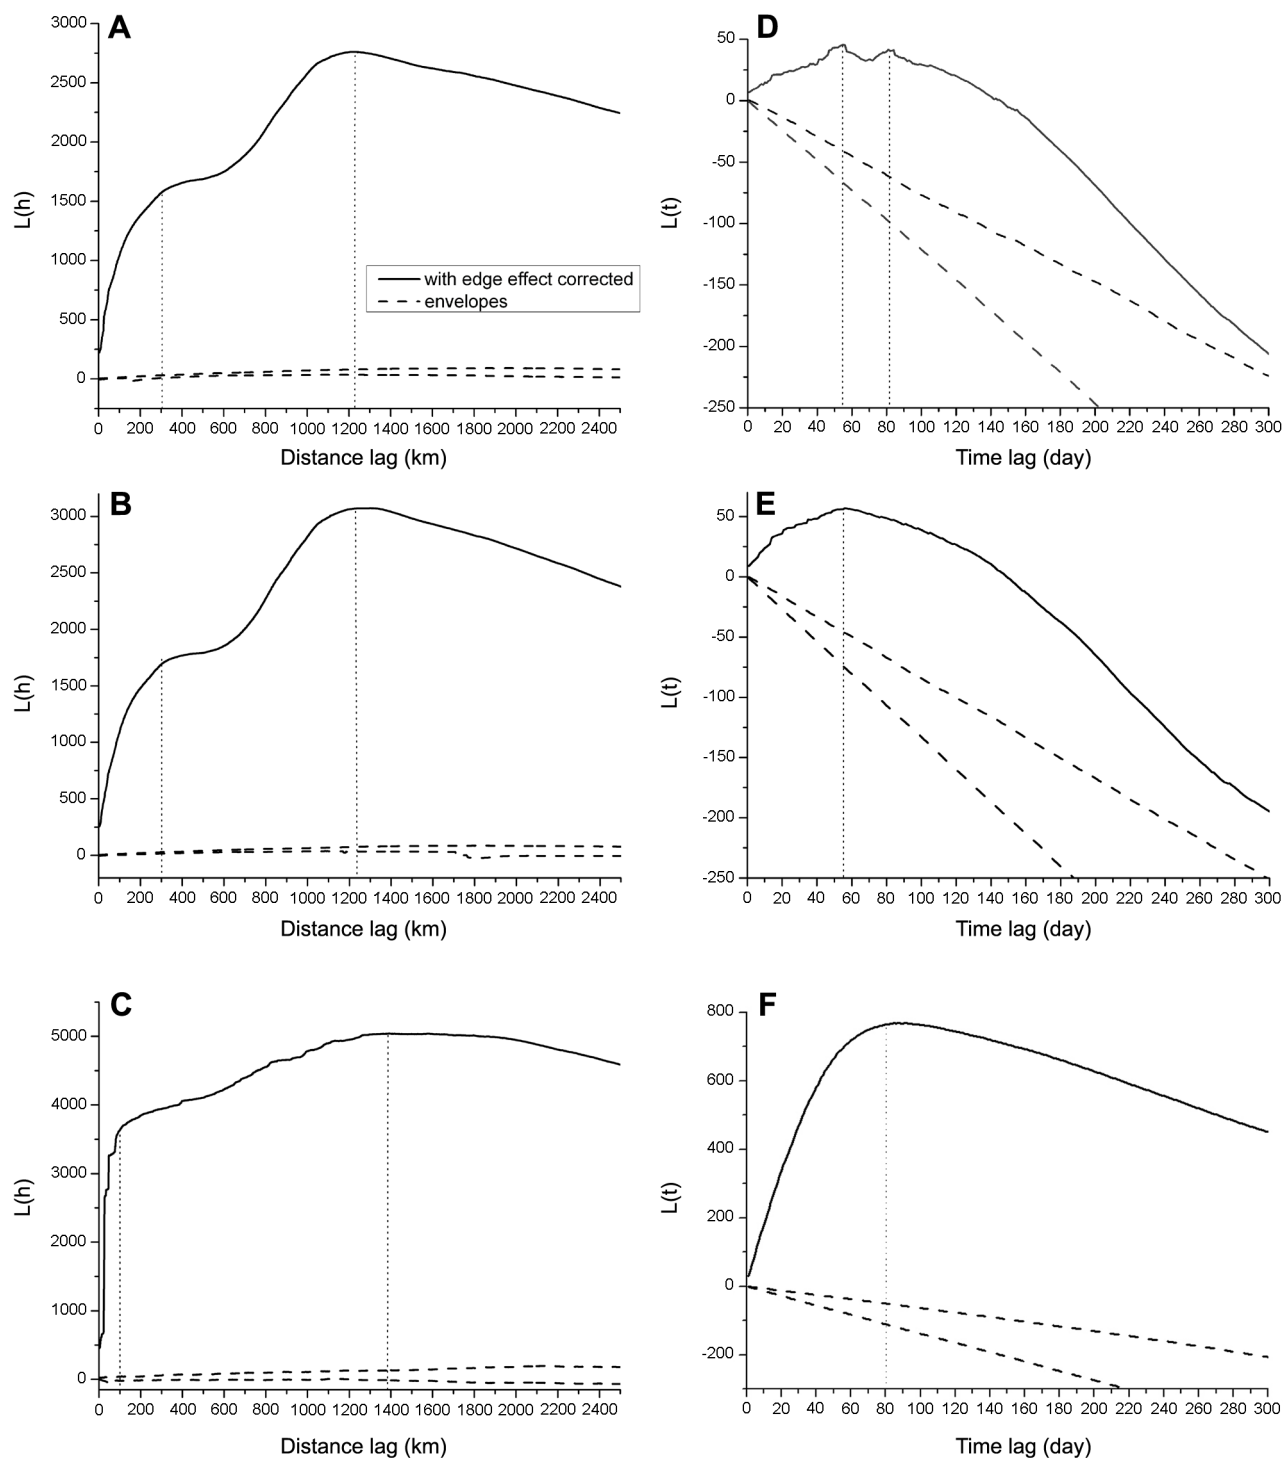 A
3000
2500
2000
1500
1000
500
0
L(h)
0 200 400 600 800 1000 1200 1400 1600 1800 2000 2200 2400
Distance lag (km)
with edge effect corrected
envelopes
D
50
0
-50
-100
-150
-200
-250
L(t)
0 20 40 60 80 100 120 140 160 180 200 220 240 260 280 300
Time lag (day)
B
3000
2500
2000
1500
1000
500
0
L(h)
0 200 400 600 800 1000 1200 1400 1600 1800 2000 2200 2400
Distance lag (km)
E
50
0
-50
-100
-150
-200
-250
L(t)
0 20 40 60 80 100 120 140 160 180 200 220 240 260 280 300
Time lag (day)
C
5000
4000
3000
2000
1000
0
L(h)
0 200 400 600 800 1000 1200 1400 1600 1800 2000 2200 2400
Distance lag (km)
F
800
600
400
200
0
-200
L(t)
0 20 40 60 80 100 120 140 160 180 200 220 240 260 280 300
Time lag (day)